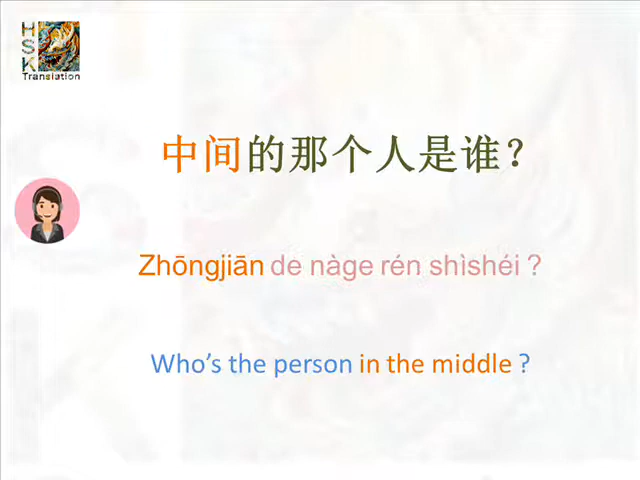 HSK
Translation
中间的那个人是谁？
Zhōngjiān de nàge rén shìshéi ?
Who's the person in the middle ?